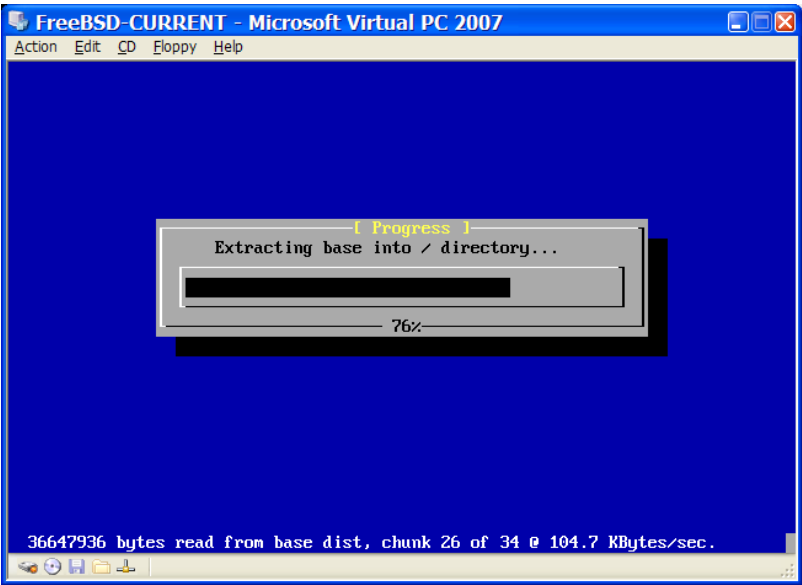 FreeBSD-CURRENT - Microsoft Virtual PC 2007
Action Edit CD Floppy Help
[ Progress ]
Extracting base into / directory...
76%
36647936 bytes read from base dist, chunk 26 of 34 @ 104.7 KBytes/sec.